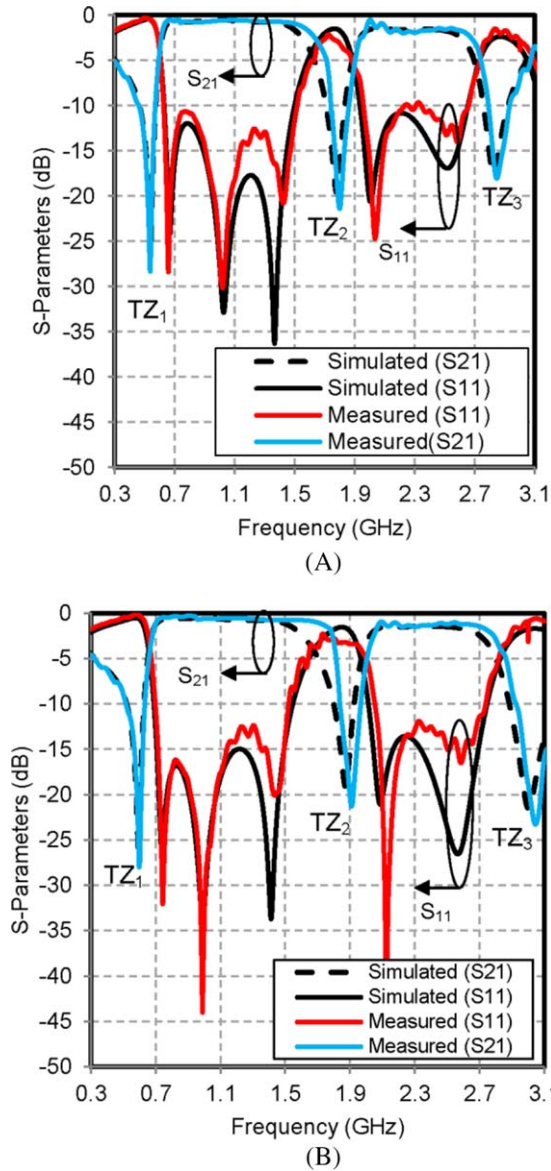 0
-5
-10
-15
-20
-25
-30
-35
-40
-45
-50
S-Parameters (dB)
S21
TZ1
TZ2
TZ3
S11
Simulated (S21)
Simulated (S11)
Measured (S11)
Measured(S21)
0.3 0.7 1.1 1.5 1.9 2.3 2.7 3.1
Frequency (GHz)
(A)
0
-5
-10
-15
-20
-25
-30
-35
-40
-45
-50
S-Parameters (dB)
S21
TZ1
TZ2
TZ3
S11
Simulated (S21)
Simulated (S11)
Measured (S11)
Measured (S21)
0.3 0.7 1.1 1.5 1.9 2.3 2.7 3.1
Frequency (GHz)
(B)